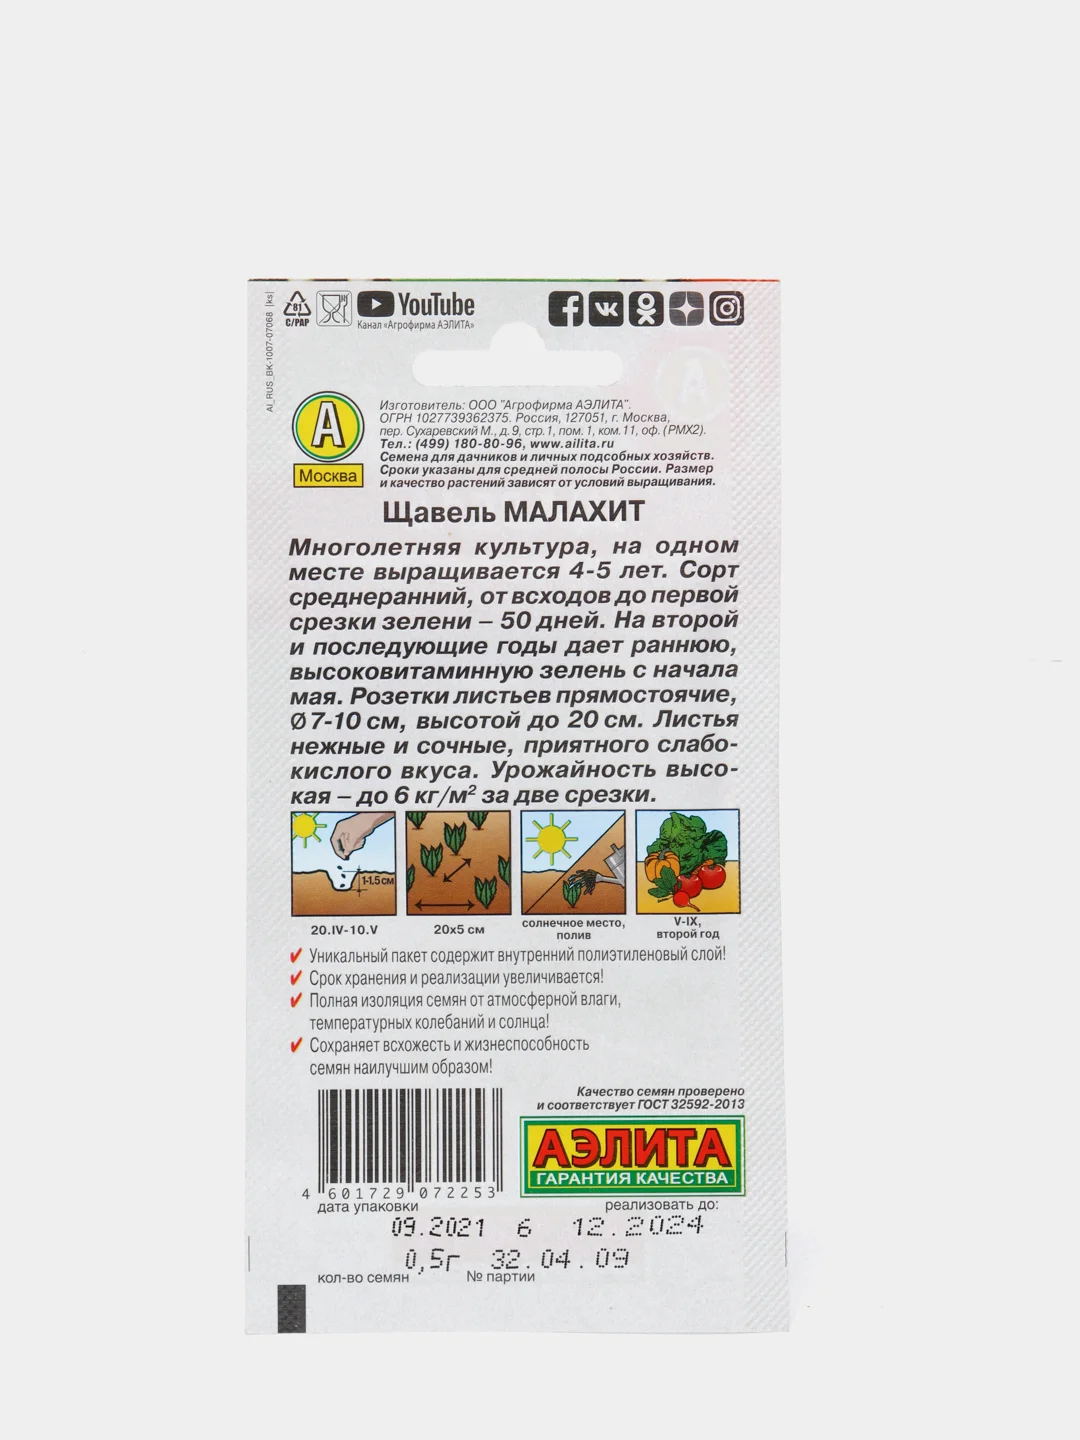 AI_RUS_BK-1007-07068 |ks|
81
C/PAP
YouTube
Канал «Агрофирма АЭЛИТА»
А
Москва
Изготовитель: ООО "Агрофирма АЭЛИТА".
ОГРН 1027739362375. Россия, 127051, г. Москва,
пер. Сухаревский М., д. 9, стр. 1, пом. 1, ком. 11, оф. (РМХ2).
Тел.: (499) 180-80-96, www.ailita.ru
Семена для дачников и личных подсобных хозяйств.
Сроки указаны для средней полосы России. Размер
и качество растений зависят от условий выращивания.
Щавель МАЛАХИТ
Многолетняя культура, на одном
месте выращивается 4-5 лет. Сорт
среднеранний, от всходов до первой
срезки зелени – 50 дней. На второй
и последующие годы дает раннюю,
высоковитаминную зелень с начала
мая. Розетки листьев прямостоячие,
Ø 7-10 см, высотой до 20 см. Листья
нежные и сочные, приятного слабо-
кислого вкуса. Урожайность высо-
кая – до 6 кг/м² за две срезки.
1-1.5 см
20.IV-10.V
20x5 см
солнечное место,
полив
V-IX,
второй год
Уникальный пакет содержит внутренний полиэтиленовый слой!
Срок хранения и реализации увеличивается!
Полная изоляция семян от атмосферной влаги,
температурных колебаний и солнца!
Сохраняет всхожесть и жизнеспособность
семян наилучшим образом!
Качество семян проверено
и соответствует ГОСТ 32592-2013
АЭЛИТА
ГАРАНТИЯ КАЧЕСТВА
4 601729 072253
дата упаковки
реализовать до:
09.2021 6 12.2024
0,5г 32.04.09
кол-во семян
№ партии